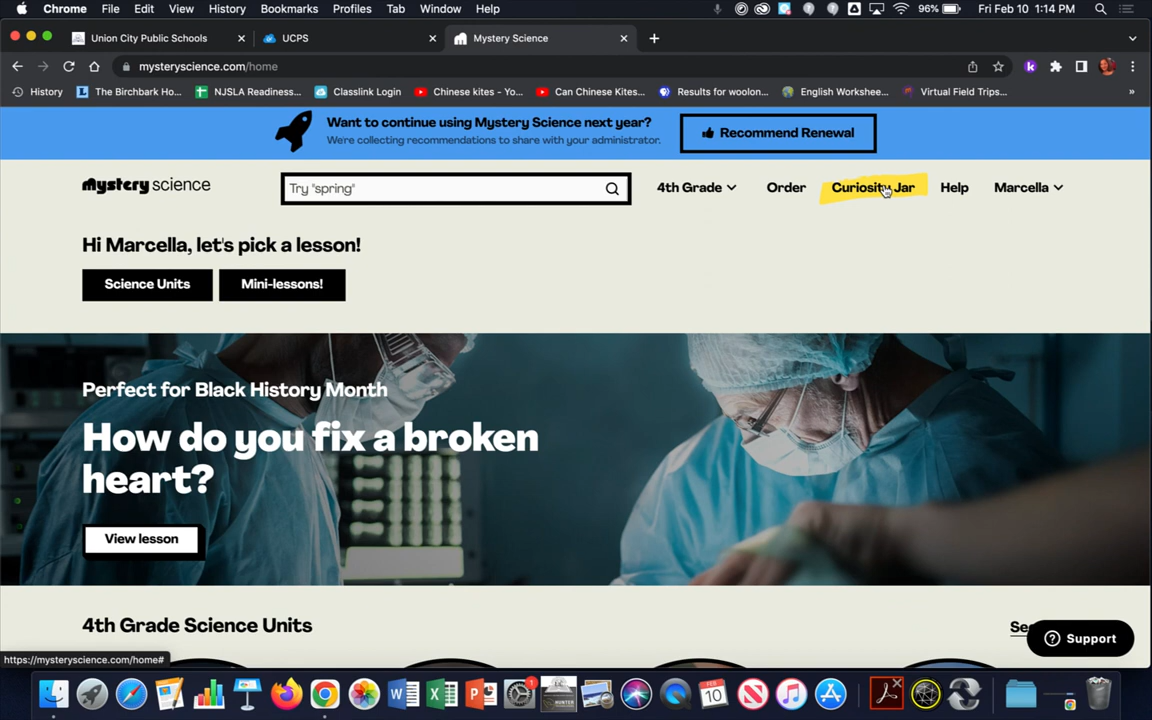 Chrome File Edit View History Bookmarks Profiles Tab Window Help 96% Fri Feb 10 1:14 PM
Union City Public Schools UCPS Mystery Science
mysteryscience.com/home
History The Birchbark Ho... NJSLA Readiness... Classlink Login Chinese kites - Yo... Can Chinese Kites... Results for woolon... English Workshee... Virtual Field Trips... »
Want to continue using Mystery Science next year?
We're collecting recommendations to share with your administrator.
Recommend Renewal
Mystery science Try "spring" 4th Grade Order Curiosity Jar Help Marcella
Hi Marcella, let's pick a lesson!
Science Units Mini-lessons!
Perfect for Black History Month
How do you fix a broken
heart?
View lesson
4th Grade Science Units
Support
https://mysteryscience.com/home#
FEB
10
1